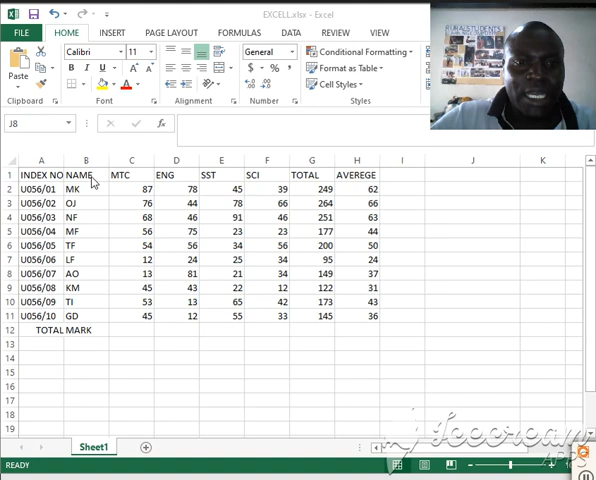 EXCELL.xlsx - Excel
FILE HOME INSERT PAGE LAYOUT FORMULAS DATA
Calibri 11 General Conditional Formatting
Paste B I U $ % Format as Table
Cell Styles
Clipboard Font Alignment Number Styles
J8 fx
A B C D E F G H I J K
1 INDEX NO NAME MTC ENG SST SCI TOTAL AVEREGE
2 U056/01 MK 87 78 45 39 249 62
3 U056/02 OJ 76 44 78 66 264 66
4 U056/03 NF 68 46 91 46 251 63
5 U056/04 MF 56 75 23 23 177 44
6 U056/05 TF 54 56 34 56 200 50
7 U056/06 LF 12 24 25 34 95 24
8 U056/07 AO 13 81 21 34 149 37
9 U056/08 KM 45 43 22 12 122 31
10 U056/09 TI 53 13 65 42 173 43
11 U056/10 GD 45 12 55 33 145 36
12 TOTAL MARK
13
14
15
16
17
18
19
Sheet1
Icecream
APPS
READY